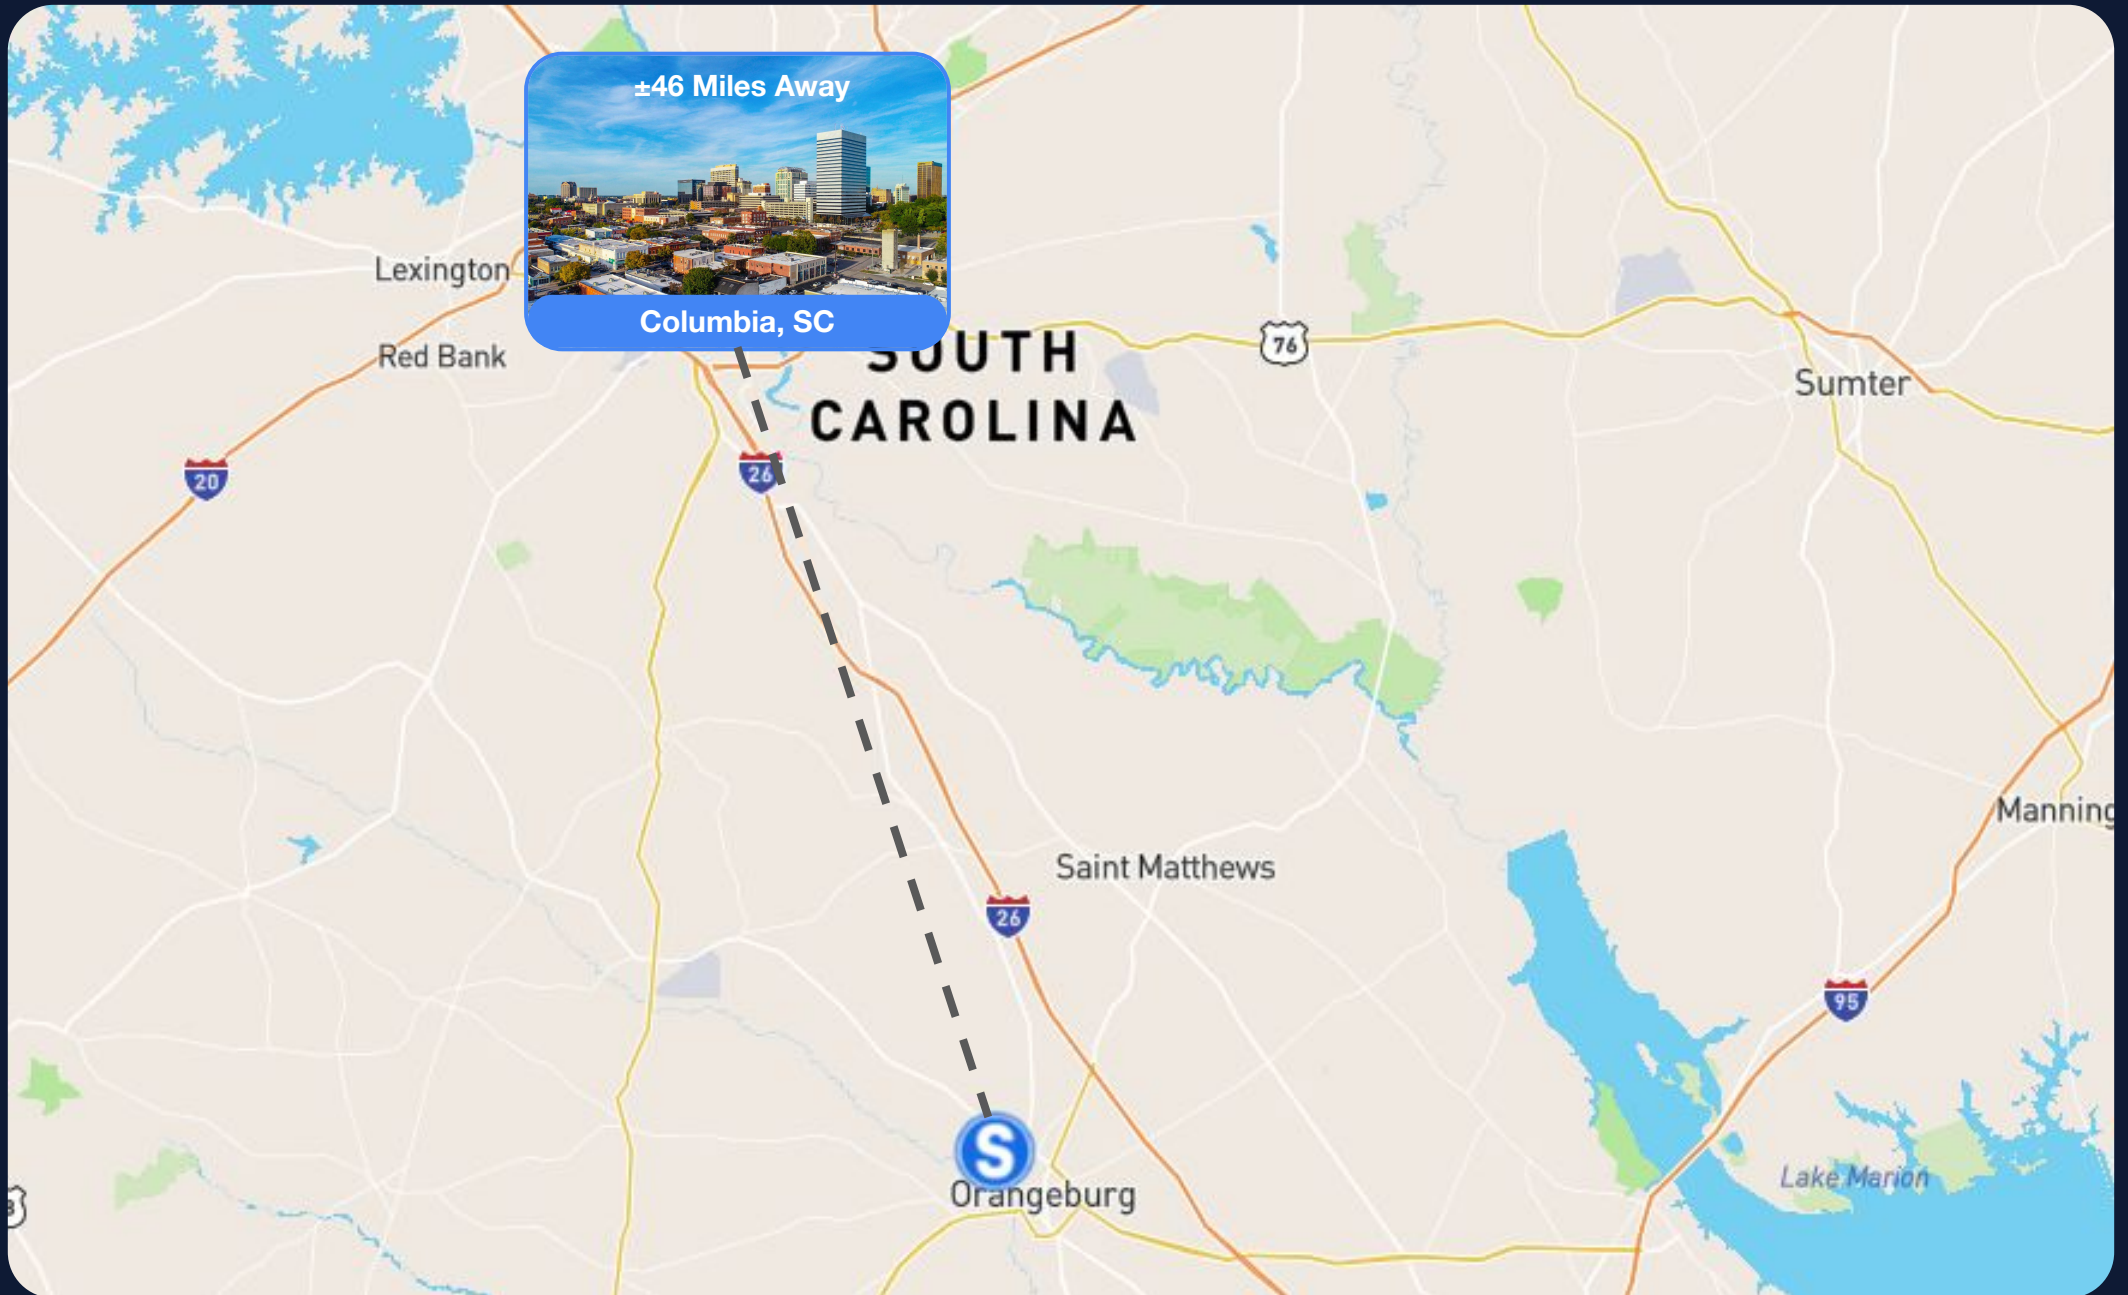 ±46 Miles Away
Columbia, SC
Lexington
Red Bank
SOUTH
CAROLINA
76
Sumter
20
26
Manning
Saint Matthews
26
95
S
Orangeburg
Lake Marion